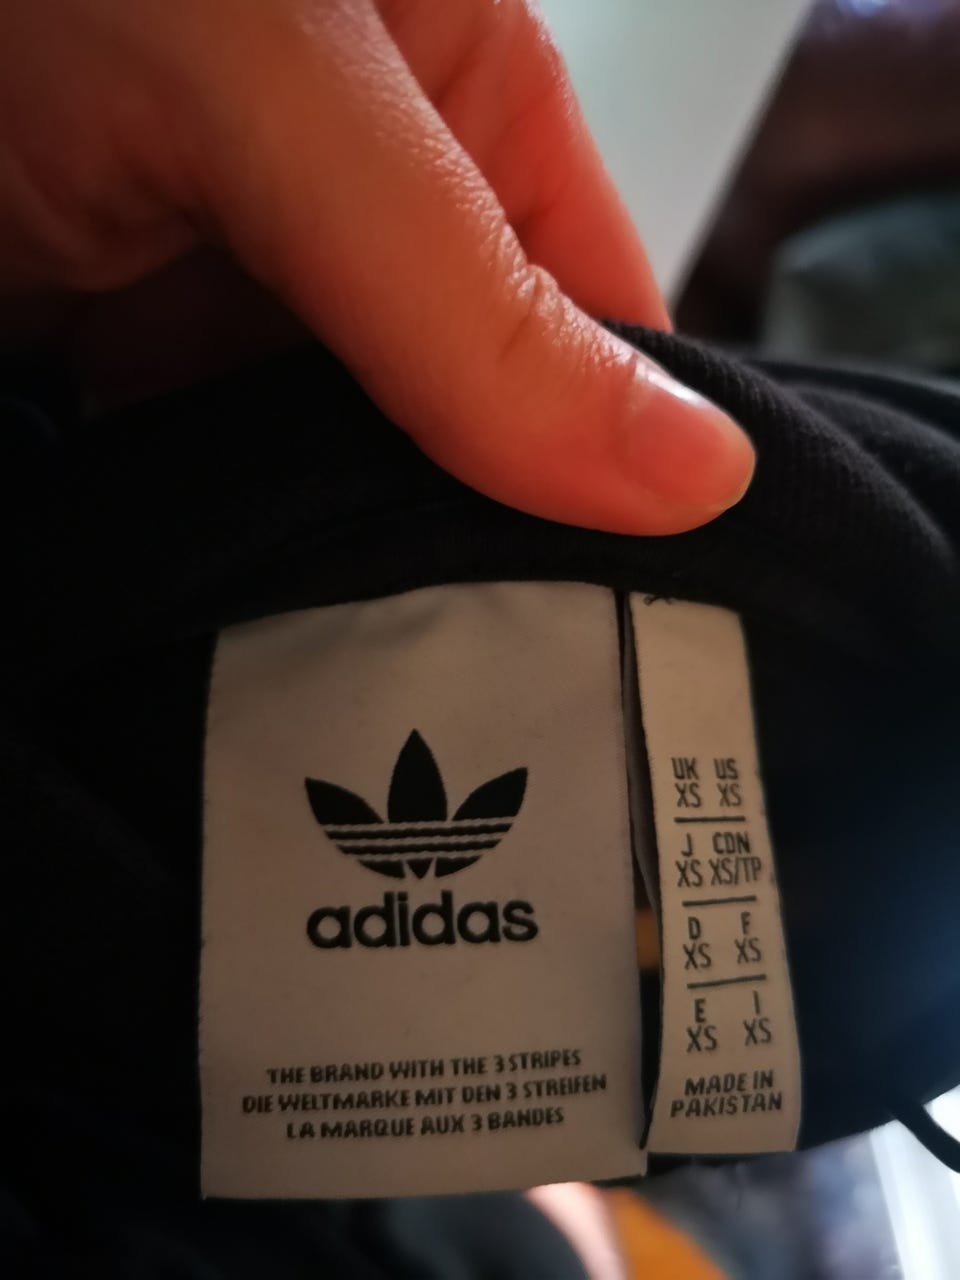 adidas
THE BRAND WITH THE 3 STRIPES
DIE WELTMARKE MIT DEN 3 STREIFEN
LA MARQUE AUX 3 BANDES
UK US
XS XS
J CDN
XS XS/TP
D F
XS XS
E I
XS XS
MADE IN
PAKISTAN